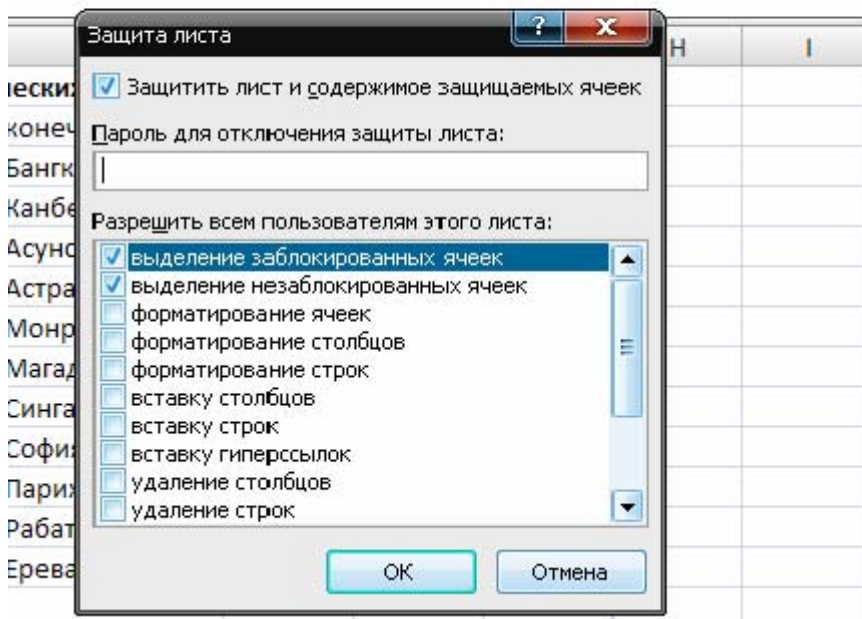 Защита листа
?
H
I
Защитить лист и содержимое защищаемых ячеек
Пароль для отключения защиты листа:
Разрешить всем пользователям этого листа:
выделение заблокированных ячеек
выделение незаблокированных ячеек
форматирование ячеек
форматирование столбцов
форматирование строк
вставку столбцов
вставку строк
вставку гиперссылок
удаление столбцов
удаление строк
ОК
Отмена
конеч
Бангк
Канбе
Асунс
Астра
Монр
Магад
Синга
Рабат
Ерева